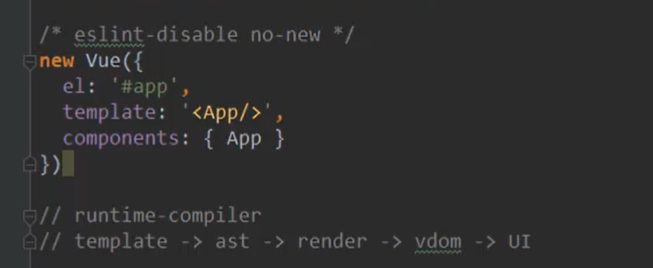 /* eslint-disable no-new */
new Vue({
  el: '#app',
  template: '<App/>',
  components: { App }
})
// runtime-compiler
// template -> ast -> render -> vdom -> UI